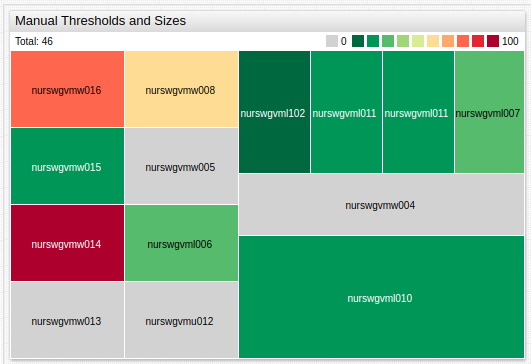 Manual Thresholds and Sizes
Total: 46
0
100
nurswgvmw016
nurswgvmw008
nurswgvml102
nurswgvml011
nurswgvml011
nurswgvml007
nurswgvmw015
nurswgvmw005
nurswgvmw004
nurswgvmw014
nurswgvml006
nurswgvml010
nurswgvmw013
nurswgvmu012